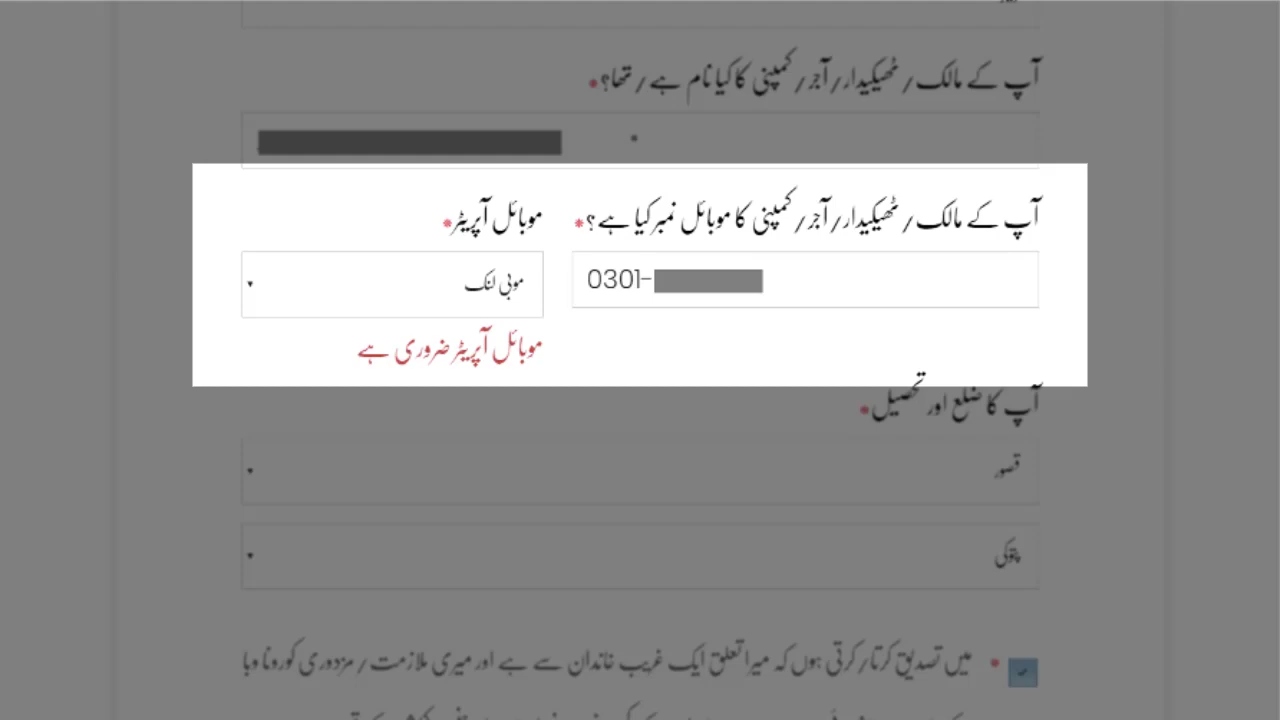 آپ کے مالک/ٹھیکیدار/آجر/کمپنی کا کیا نام ہے/تھا؟*
آپ کے مالک/ٹھیکیدار/آجر/کمپنی کا موبائل نمبر کیا ہے؟*
0301-
موبائل آپریٹر*
موبی لنک
موبائل آپریٹر ضروری ہے
آپ کا ضلع اور تحصیل*
قصور
پتوکی
* میں تصدیق کرتا/کرتی ہوں کہ میرا تعلق ایک غریب خاندان سے ہے اور میری ملازمت/مزدوری کورونا وبا